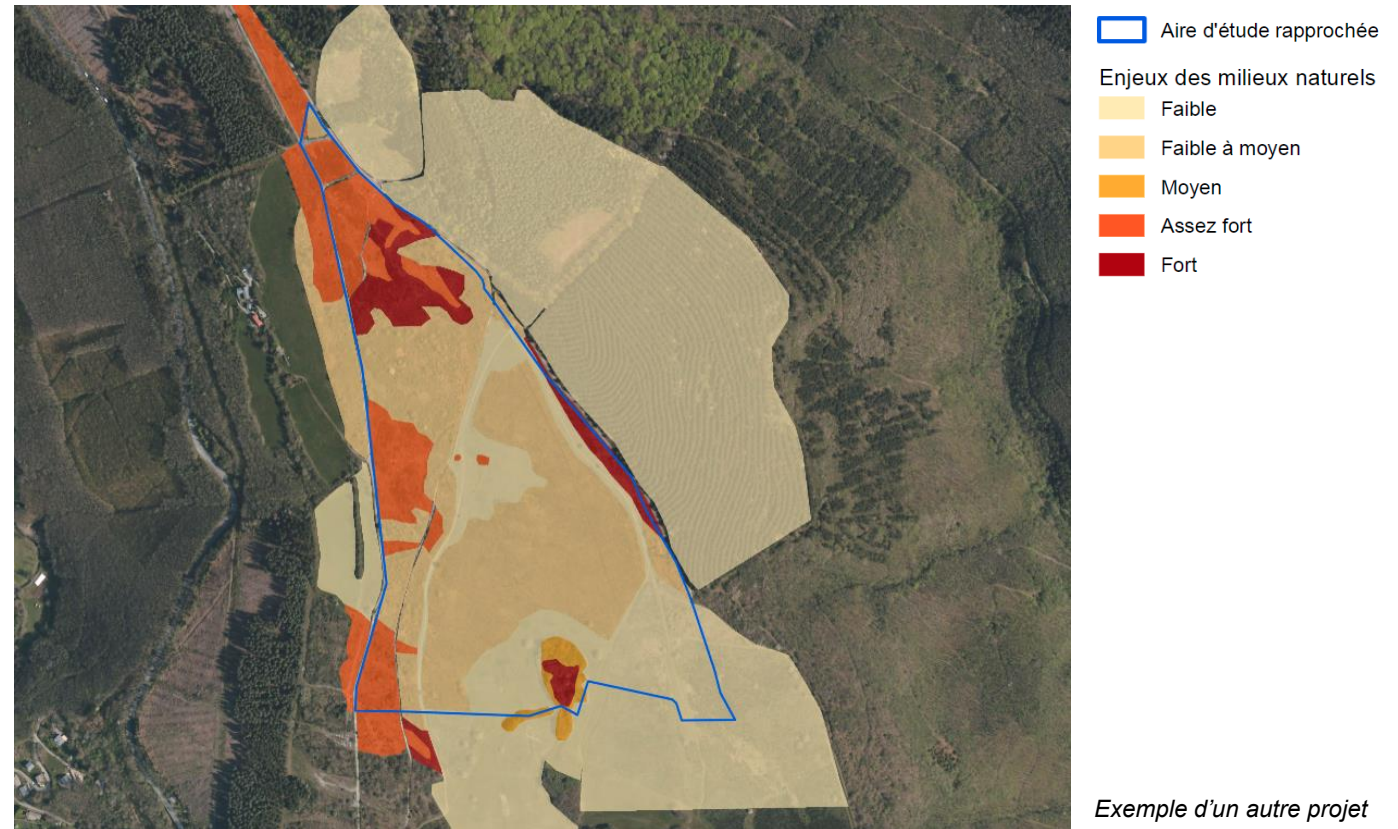 Aire d'étude rapprochée
Enjeux des milieux naturels
Faible
Faible à moyen
Moyen
Assez fort
Fort
Exemple d'un autre projet